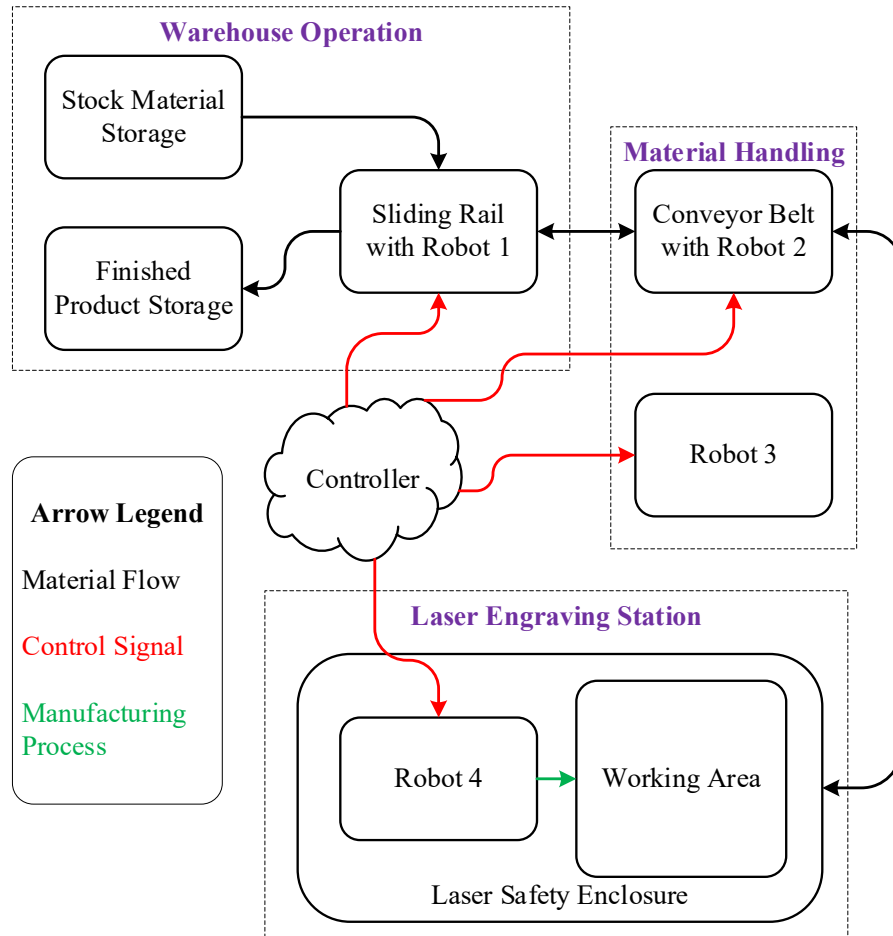 Warehouse Operation
Stock Material
Storage
Sliding Rail
with Robot 1
Finished
Product Storage
Material Handling
Conveyor Belt
with Robot 2
Robot 3
Controller
Arrow Legend
Material Flow
Control Signal
Manufacturing
Process
Laser Engraving Station
Robot 4
Working Area
Laser Safety Enclosure